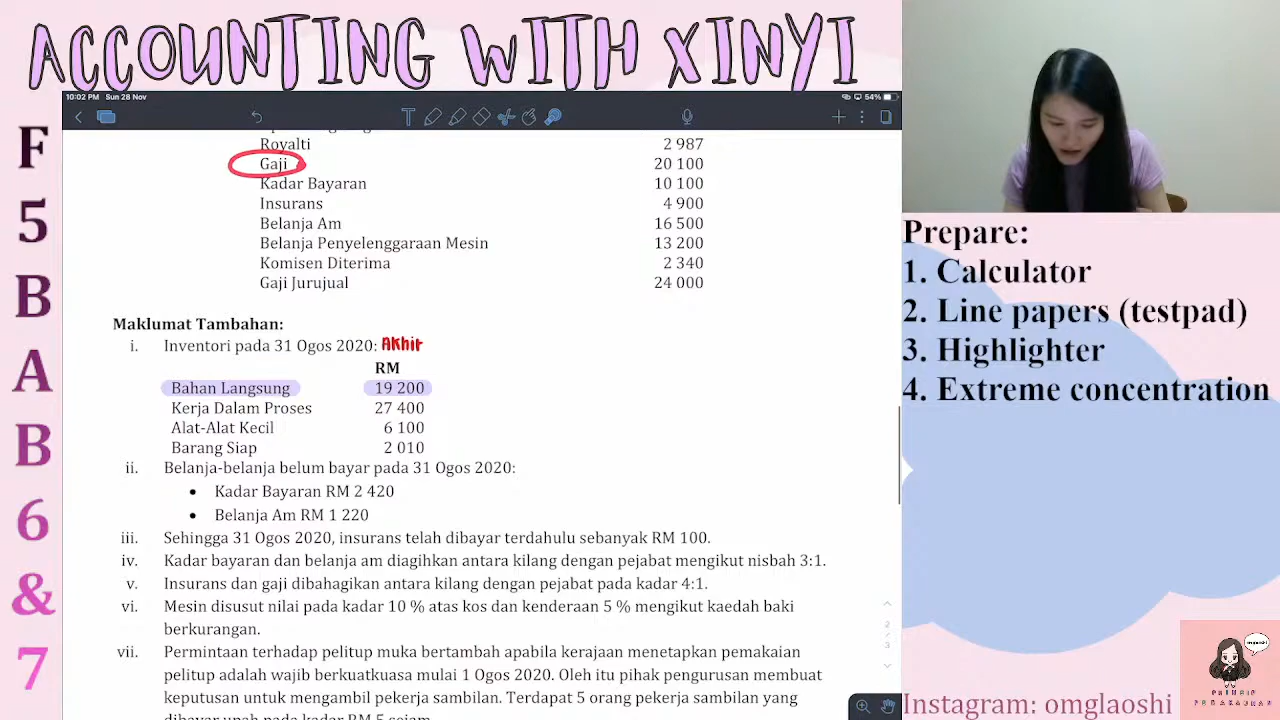 ACCOUNTING WITH XINYI
F
5
B
A
B
6
&
7
10:02 PM Sun 28 Nov
54%
Royalti 2 987
Gaji 20 100
Kadar Bayaran 10 100
Insurans 4 900
Belanja Am 16 500
Belanja Penyelenggaraan Mesin 13 200
Komisen Diterima 2 340
Gaji Jurujual 24 000
Maklumat Tambahan:
i. Inventori pada 31 Ogos 2020: AKhir
RM
Bahan Langsung 19 200
Kerja Dalam Proses 27 400
Alat-Alat Kecil 6 100
Barang Siap 2 010
ii. Belanja-belanja belum bayar pada 31 Ogos 2020:
• Kadar Bayaran RM 2 420
• Belanja Am RM 1 220
iii. Sehingga 31 Ogos 2020, insurans telah dibayar terdahulu sebanyak RM 100.
iv. Kadar bayaran dan belanja am diagihkan antara kilang dengan pejabat mengikut nisbah 3:1.
v. Insurans dan gaji dibahagikan antara kilang dengan pejabat pada kadar 4:1.
vi. Mesin disusut nilai pada kadar 10 % atas kos dan kenderaan 5 % mengikut kaedah baki
berkurangan.
vii. Permintaan terhadap pelitup muka bertambah apabila kerajaan menetapkan pemakaian
pelitup adalah wajib berkuatkuasa mulai 1 Ogos 2020. Oleh itu pihak pengurusan membuat
keputusan untuk mengambil pekerja sambilan. Terdapat 5 orang pekerja sambilan yang
dibayar upah pada kadar RM 5 sejam.
2
/
3
Prepare:
1. Calculator
2. Line papers (testpad)
3. Highlighter
4. Extreme concentration
Instagram: omglaoshi